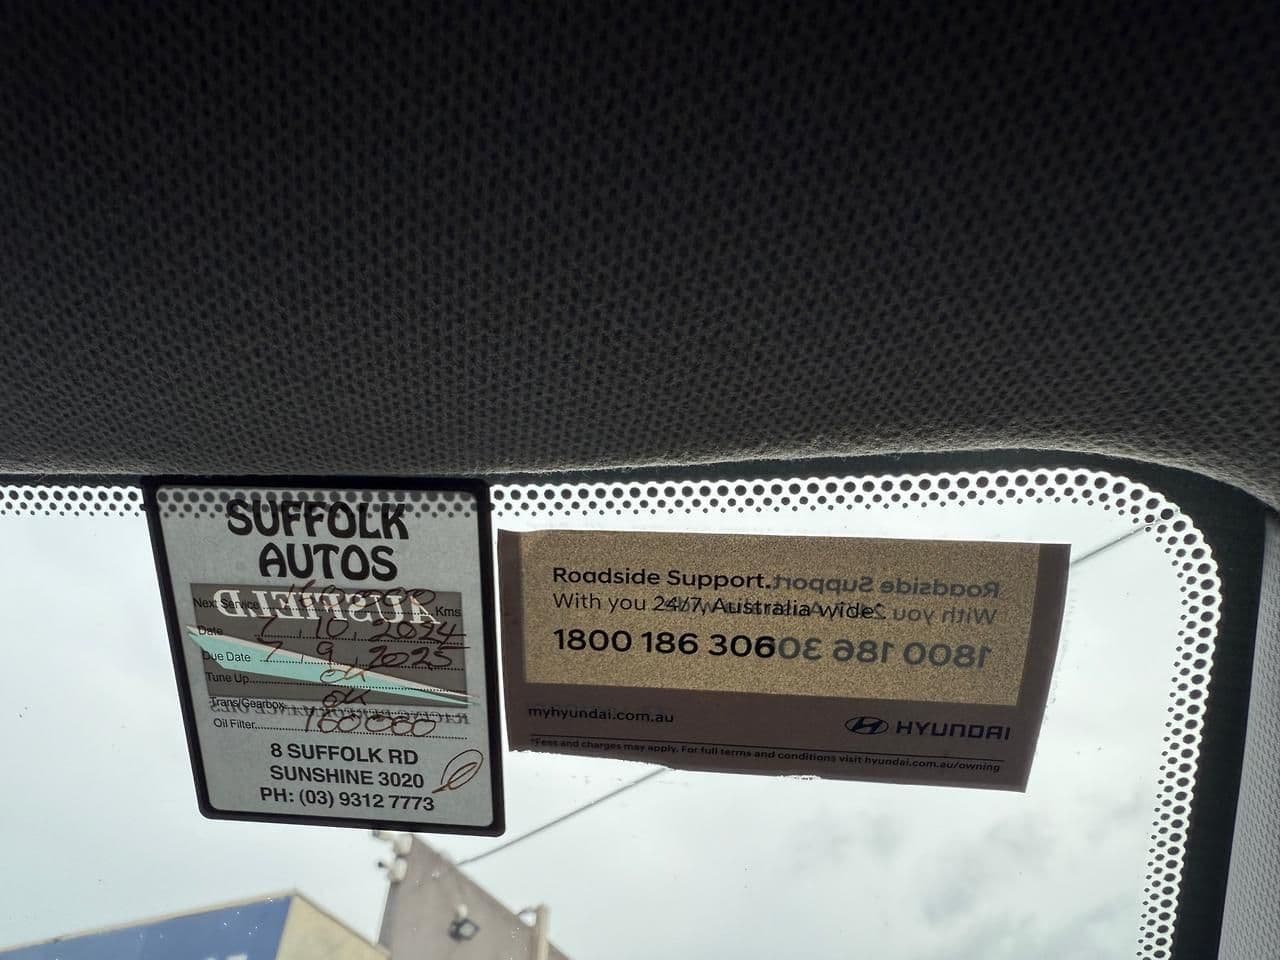 SUFFOLK
AUTOS
Next Service 160000 Kms
Date 7.10.2024
Due Date 7.9.2025
Tune Up ok
Trans/Gearbox ok
Oil Filter 160000
8 SUFFOLK RD
SUNSHINE 3020
PH: (03) 9312 7773
Roadside Support.
With you 24/7, Australia wide*
1800 186 306
myhyundai.com.au
HYUNDAI
*Fees and charges may apply. For full terms and conditions visit hyundai.com.au/owning